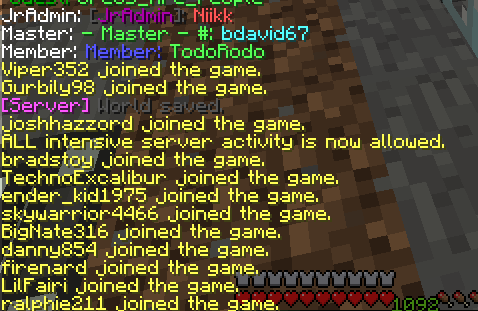 JrAdmin: [JrAdmin]: Niikk
Master: - Master - #: bdavid67
Member: Member: TodoRodo
Viper352 joined the game.
Gurbily98 joined the game.
[Server] World saved.
joshhazzord joined the game.
ALL intensive server activity is now allowed.
bradstoy joined the game.
TechnoExcalibur joined the game.
ender_kid1975 joined the game.
skywarrior4466 joined the game.
BigNate316 joined the game.
danny854 joined the game.
firenard joined the game.
LilFairi joined the game.
ralphie211 joined the game.
1092